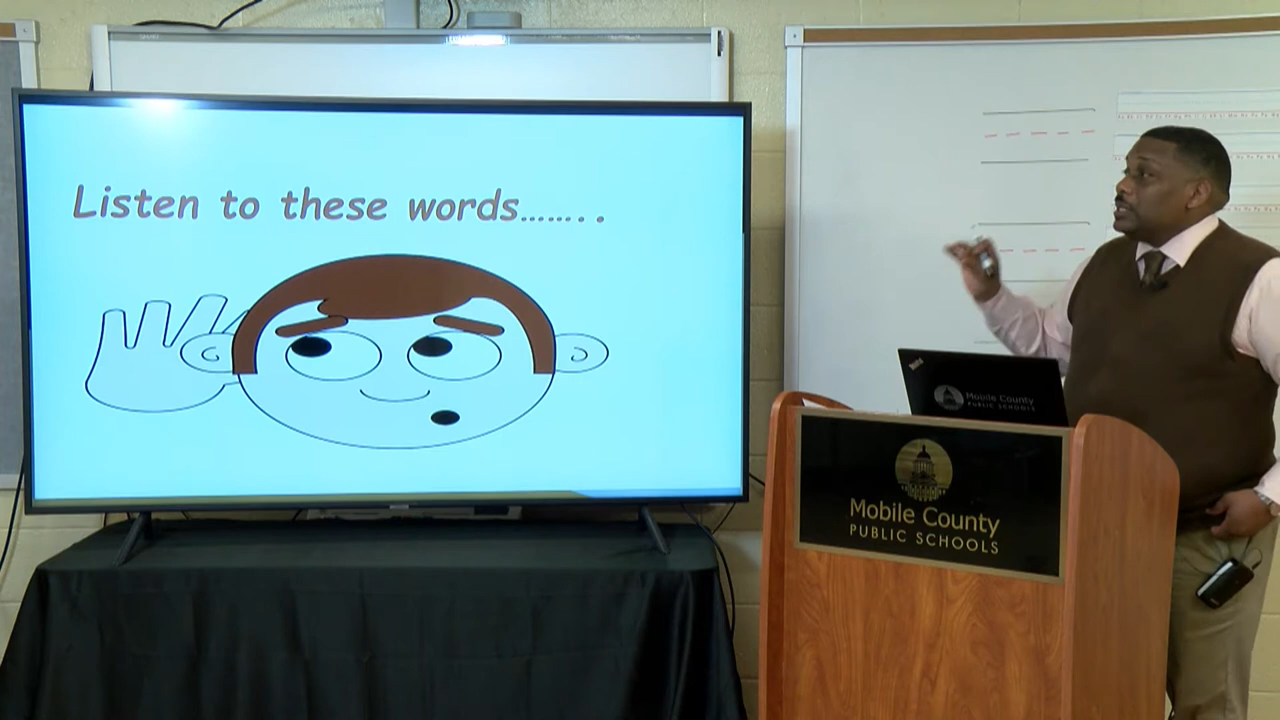 Listen to these words........
Mobile County
PUBLIC SCHOOLS
Mobile County
PUBLIC SCHOOLS